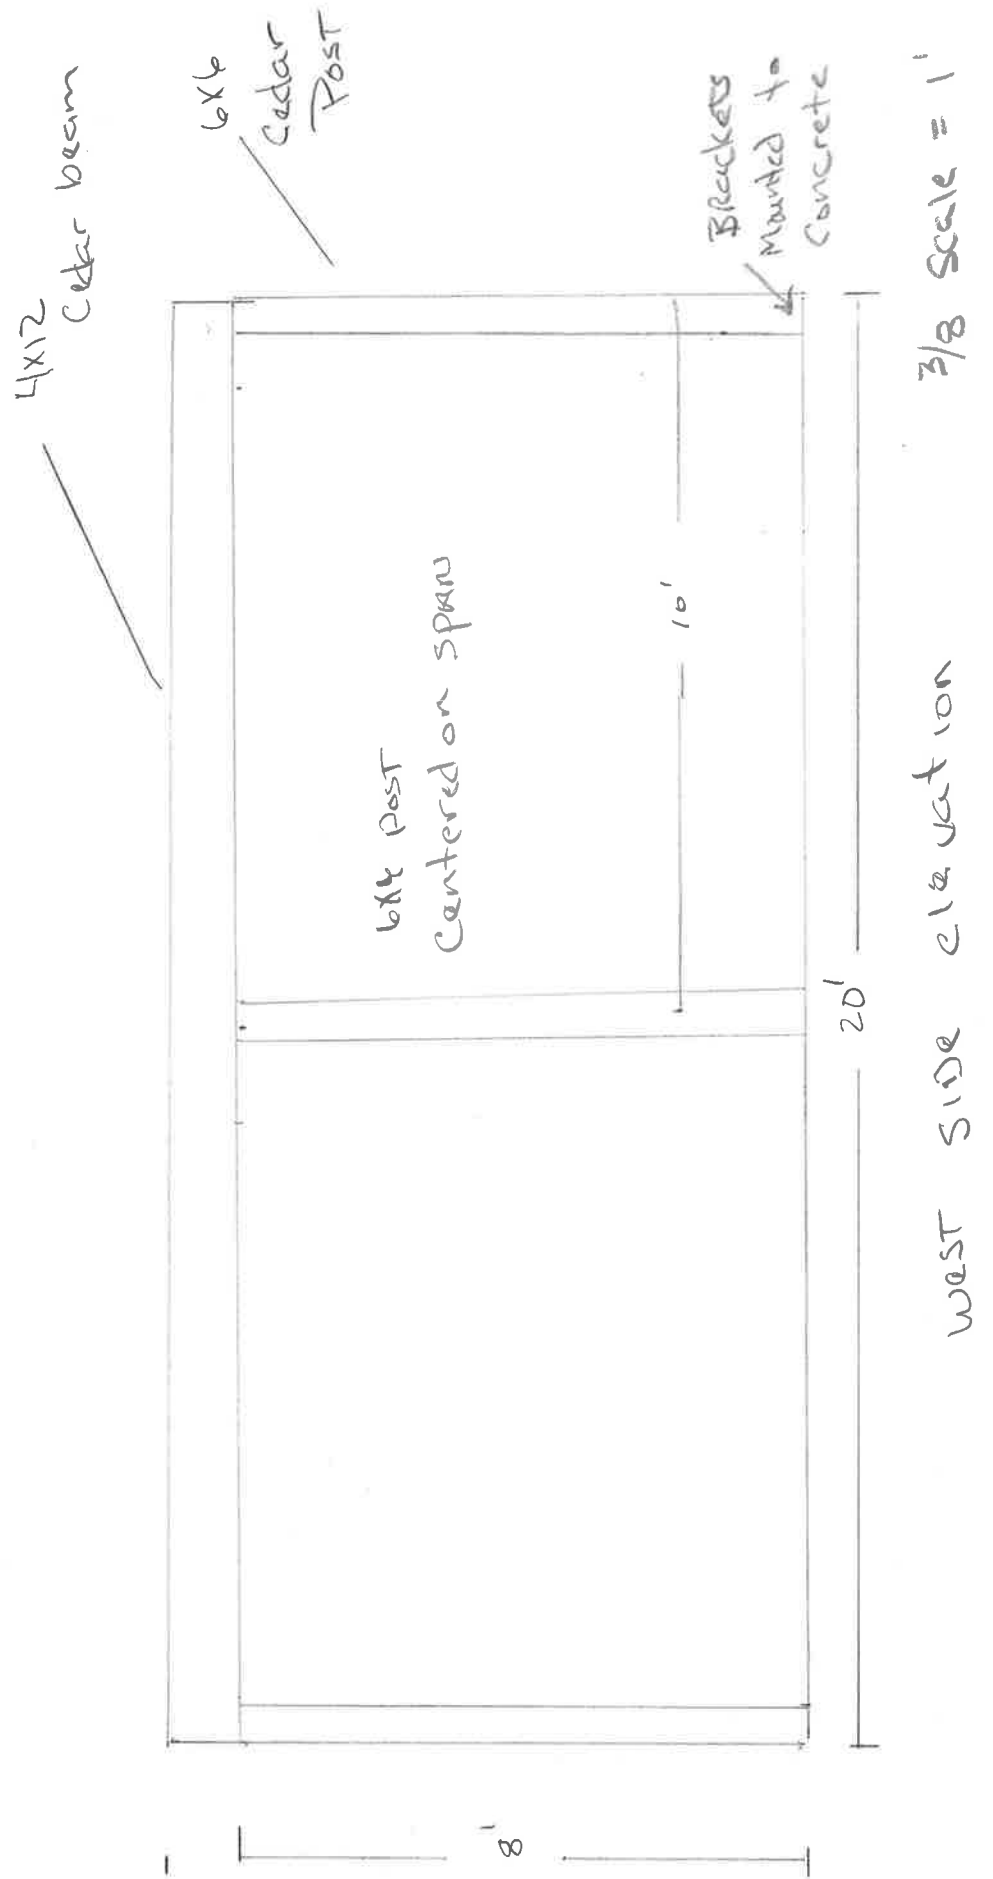 4x12
Cedar beam
6x6
Cedar
Post
6x6 post
Centered on span
10'
Brackets
Mounted to
Concrete
8'
20'
West Side elevation
3/8 Scale = 1'